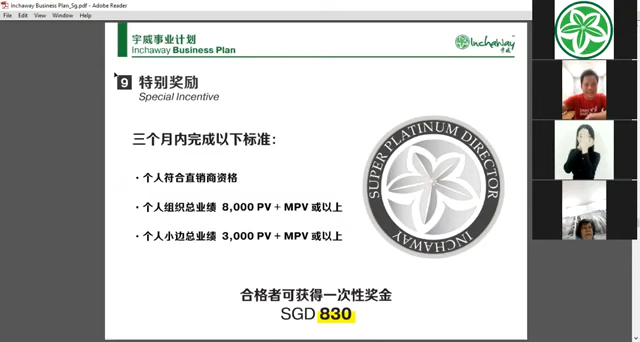 Inchaway Business Plan_Sg.pdf - Adobe Reader
File Edit View Window Help
宇威事业计划
Inchaway Business Plan
Inchaway
宇威
9 特别奖励
Special Incentive
三个月内完成以下标准：
· 个人符合直销商资格
· 个人组织总业绩 8,000 PV + MPV 或以上
· 个人小边总业绩 3,000 PV + MPV 或以上
SUPER PLATINUM DIRECTOR
INCHAWAY
合格者可获得一次性奖金
SGD 830